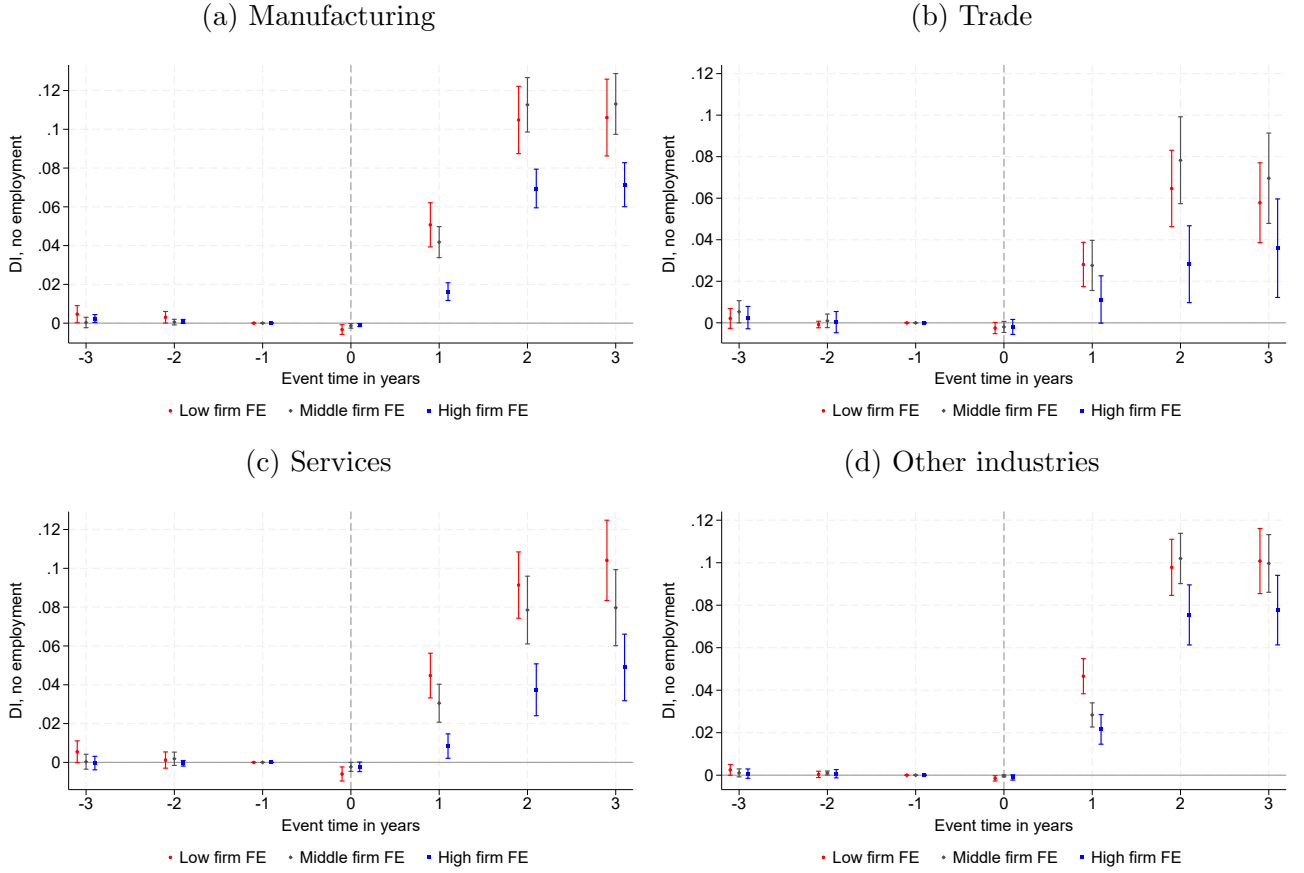 (a) Manufacturing
DI, no employment
.12
.1
.08
.06
.04
.02
0
-3 -2 -1 0 1 2 3
Event time in years
Low firm FE Middle firm FE High firm FE
(b) Trade
DI, no employment
.12
.1
.08
.06
.04
.02
0
-3 -2 -1 0 1 2 3
Event time in years
Low firm FE Middle firm FE High firm FE
(c) Services
DI, no employment
.12
.1
.08
.06
.04
.02
0
-3 -2 -1 0 1 2 3
Event time in years
Low firm FE Middle firm FE High firm FE
(d) Other industries
DI, no employment
.12
.1
.08
.06
.04
.02
0
-3 -2 -1 0 1 2 3
Event time in years
Low firm FE Middle firm FE High firm FE